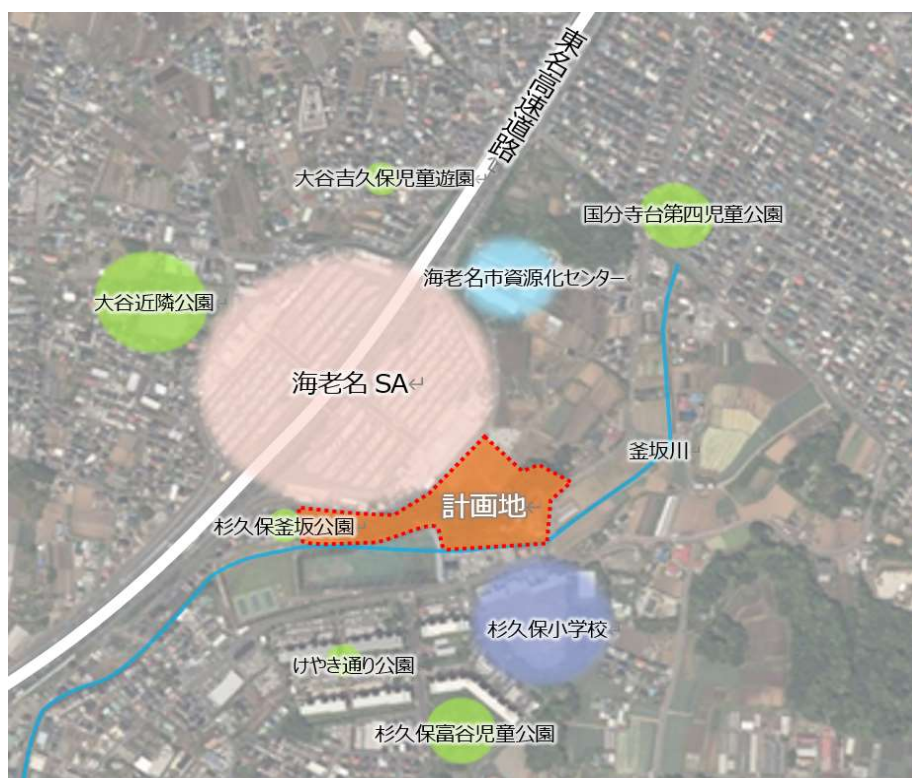 東名高速道路
大谷吉久保児童遊園
国分寺台第四児童公園
海老名市資源化センター
大谷近隣公園
海老名 SA
釜坂川
計画地
杉久保釜坂公園
杉久保小学校
けやき通り公園
杉久保富谷児童公園